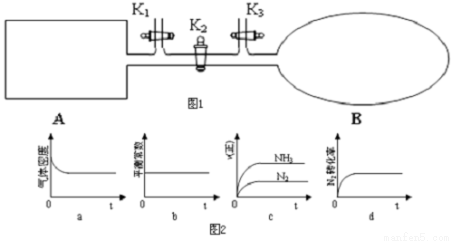 K₁ K₂ K₃
图1
A B
气体密度 平衡常数 v(正) NH₃ N₂ N₂转化率
0 t 0 t 0 t 0 t
a b c d
图2